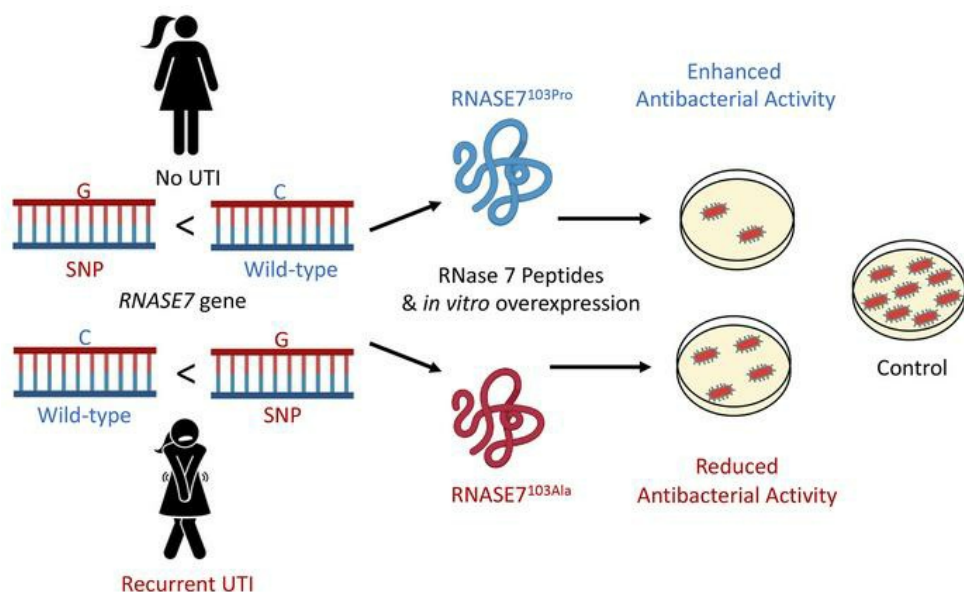 No UTI
G
<
C
SNP
Wild-type
RNASE7 gene
C
<
G
Wild-type
SNP
Recurrent UTI
RNASE7¹⁰³ᴾʳᵒ
RNase 7 Peptides
& in vitro overexpression
RNASE7¹⁰³ᴬˡᵃ
Enhanced
Antibacterial Activity
Reduced
Antibacterial Activity
Control